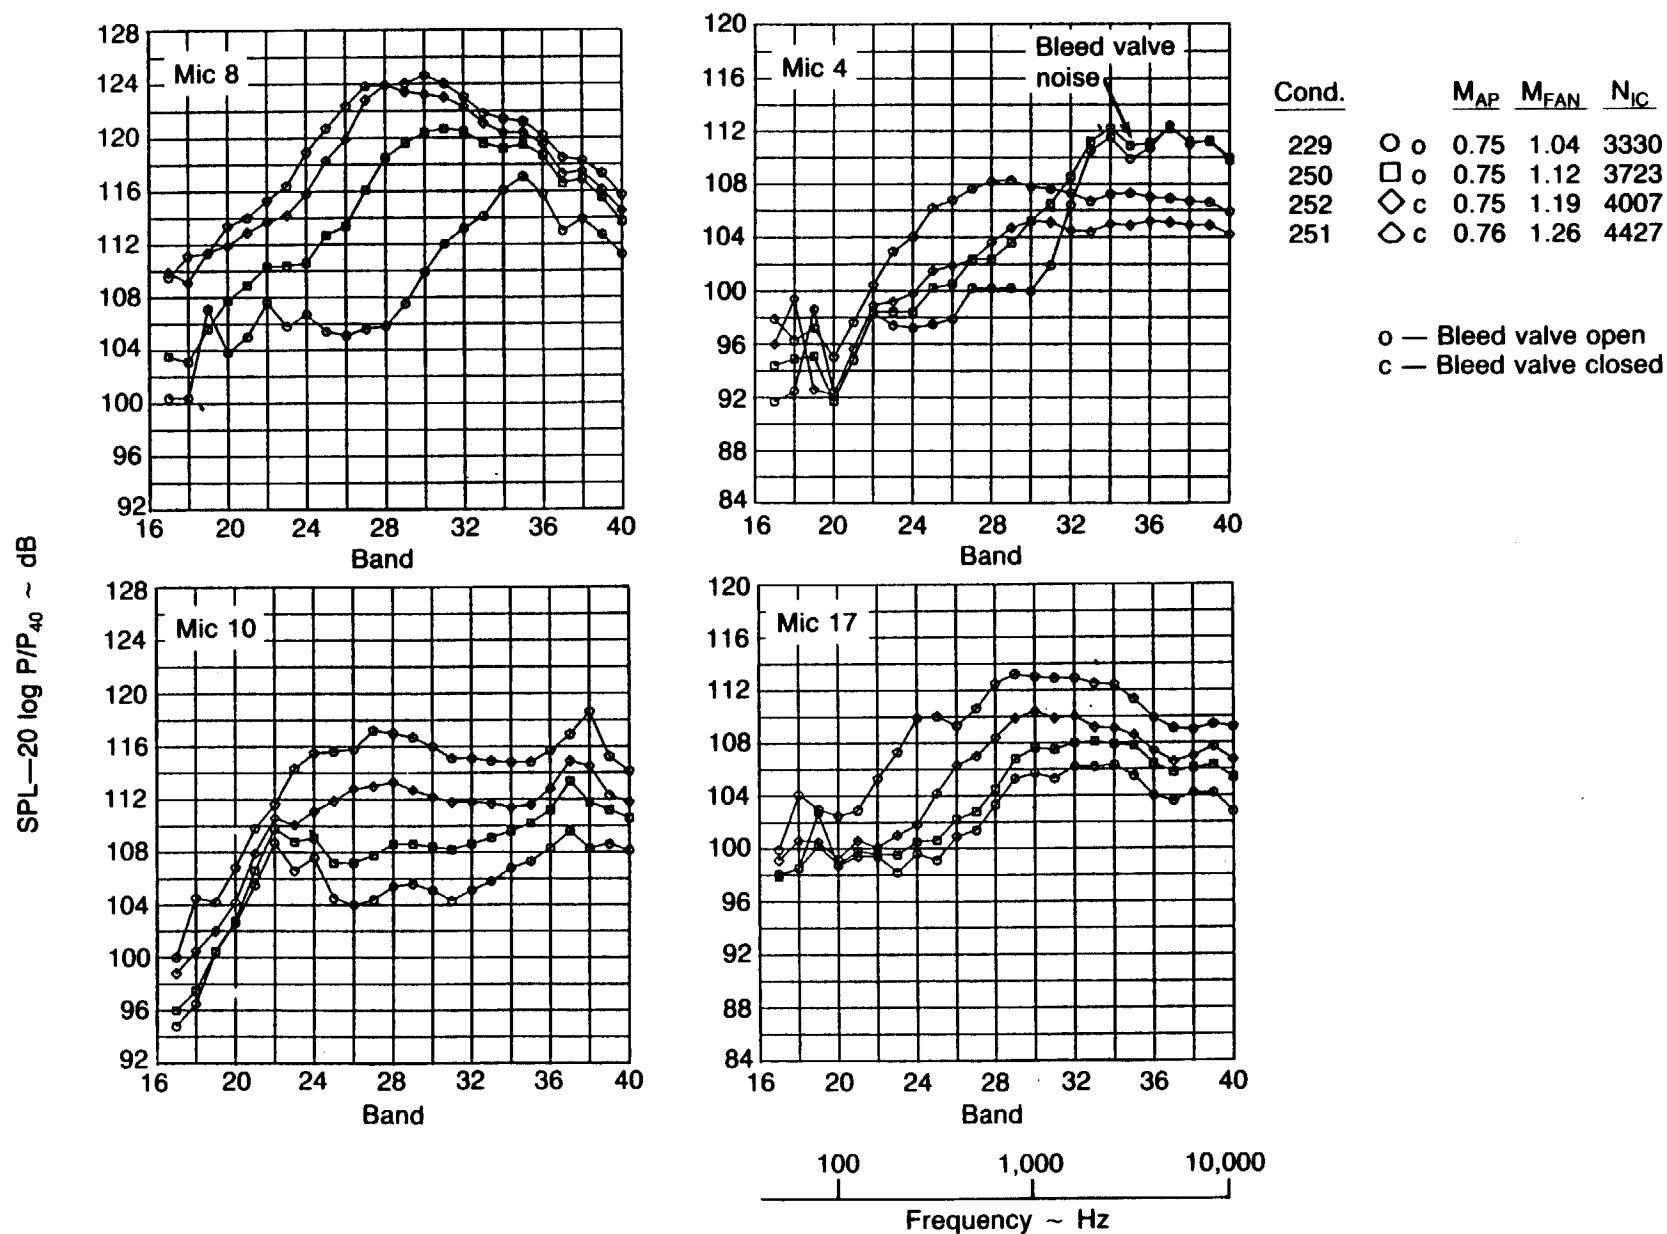 SPL—20 log P/P40 ~ dB
128
124
120
116
112
108
104
100
96
92
Mic 8
16 20 24 28 32 36 40
Band
120
116
112
108
104
100
96
92
88
84
Mic 4
Bleed valve
noise
16 20 24 28 32 36 40
Band
Cond. MAP MFAN NIC
229 o 0.75 1.04 3330
250 o 0.75 1.12 3723
252 c 0.75 1.19 4007
251 c 0.76 1.26 4427
o — Bleed valve open
c — Bleed valve closed
128
124
120
116
112
108
104
100
96
92
Mic 10
16 20 24 28 32 36 40
Band
120
116
112
108
104
100
96
92
88
84
Mic 17
16 20 24 28 32 36 40
Band
100 1,000 10,000
Frequency ~ Hz